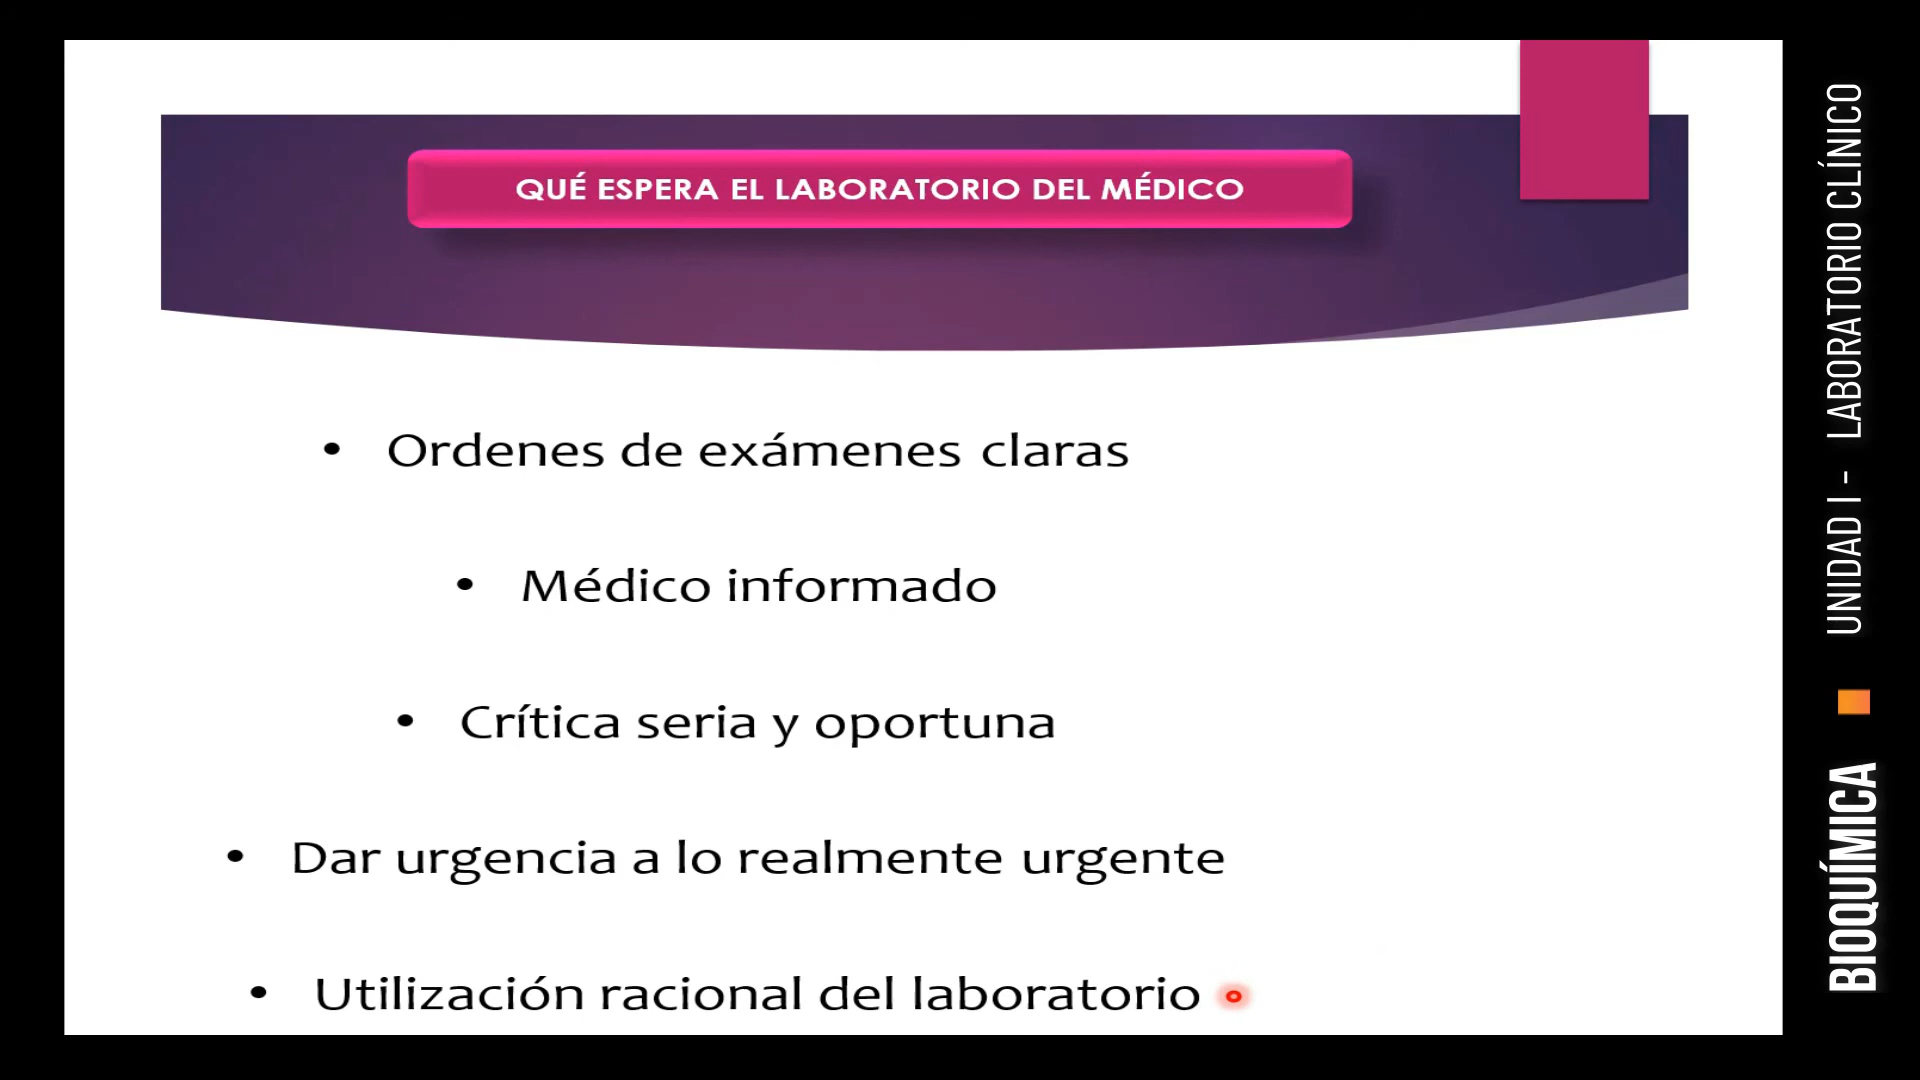 QUÉ ESPERA EL LABORATORIO DEL MÉDICO
• Ordenes de exámenes claras
• Médico informado
• Crítica seria y oportuna
• Dar urgencia a lo realmente urgente
• Utilización racional del laboratorio
BIOQUÍMICA ■ UNIDAD I - LABORATORIO CLÍNICO